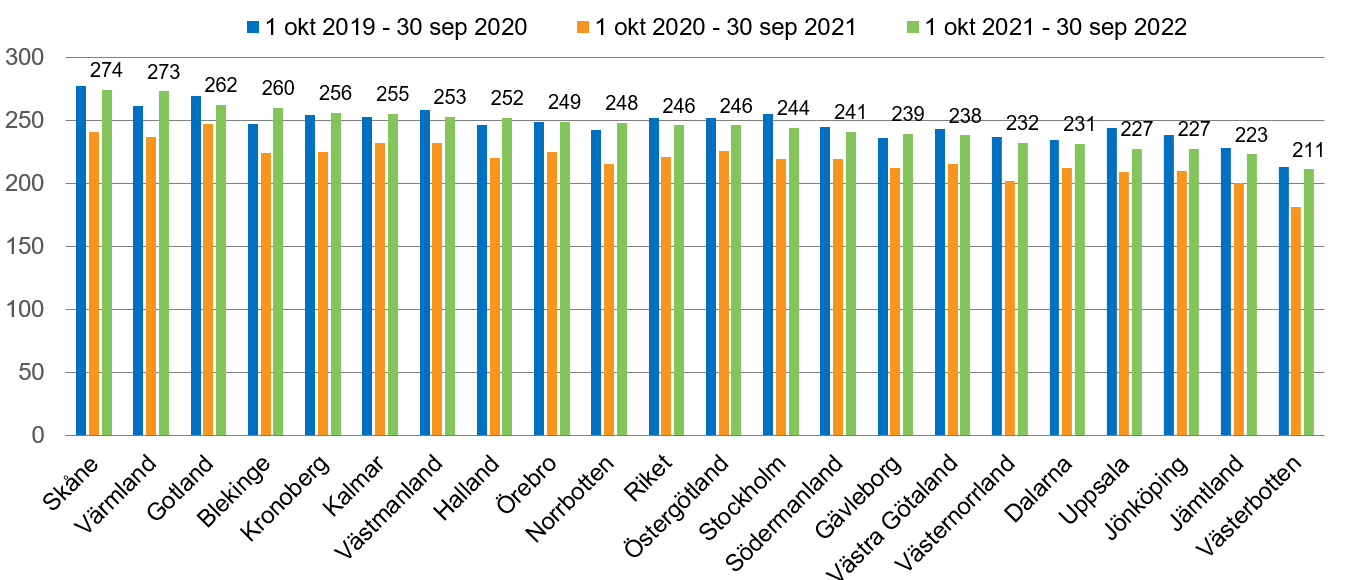 1 okt 2019 - 30 sep 2020 1 okt 2020 - 30 sep 2021 1 okt 2021 - 30 sep 2022
300
250
200
150
100
50
0
274 273 262 260 256 255 253 252 249 248 246 246 244 241 239 238 232 231 227 227 223 211
Skåne
Värmland
Gotland
Blekinge
Kronoberg
Kalmar
Västmanland
Halland
Örebro
Norrbotten
Riket
Östergötland
Stockholm
Södermanland
Gävleborg
Västra Götaland
Västernorrland
Dalarna
Uppsala
Jönköping
Jämtland
Västerbotten